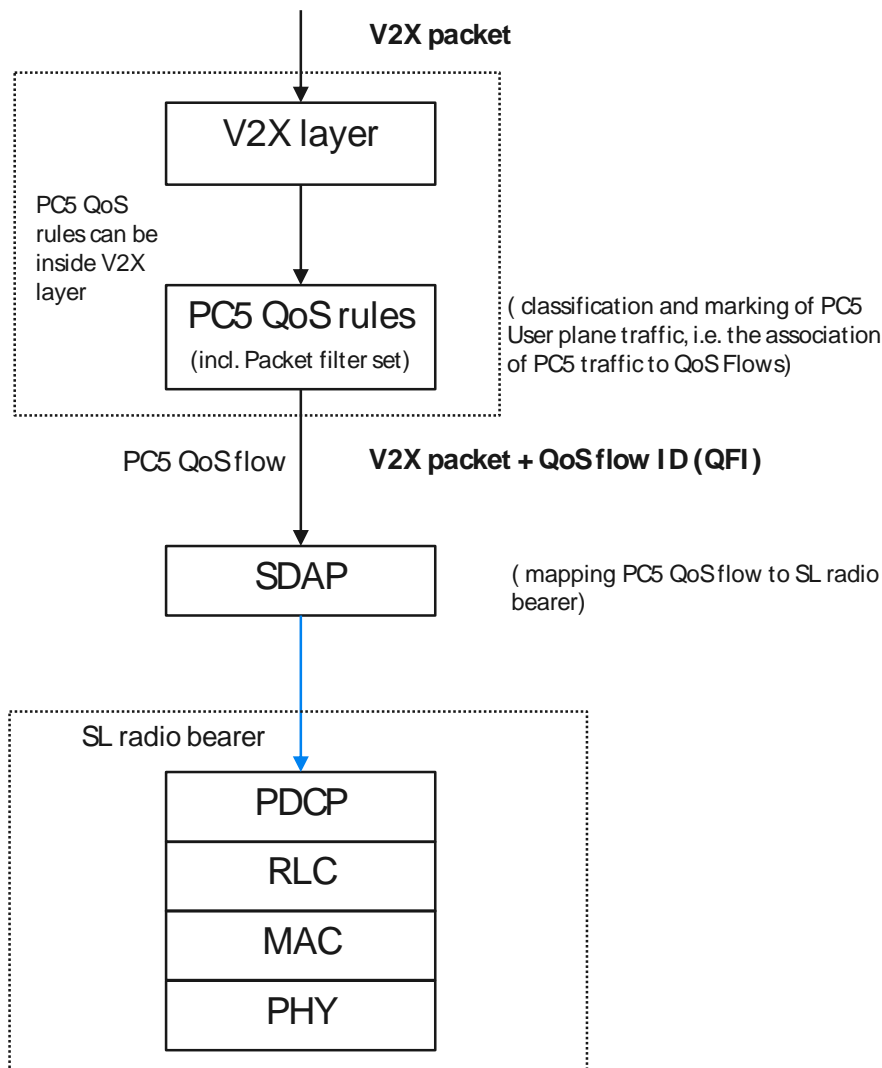 V2X packet
V2X layer
PC5 QoS
rules can be
inside V2X
layer
PC5 QoS rules
(incl. Packet filter set)
( classification and marking of PC5
User plane traffic, i.e. the association
of PC5 traffic to QoS Flows)
PC5 QoS flow
V2X packet + QoS flow ID (QFI)
SDAP
( mapping PC5 QoS flow to SL radio
bearer)
SL radio bearer
PDCP
RLC
MAC
PHY